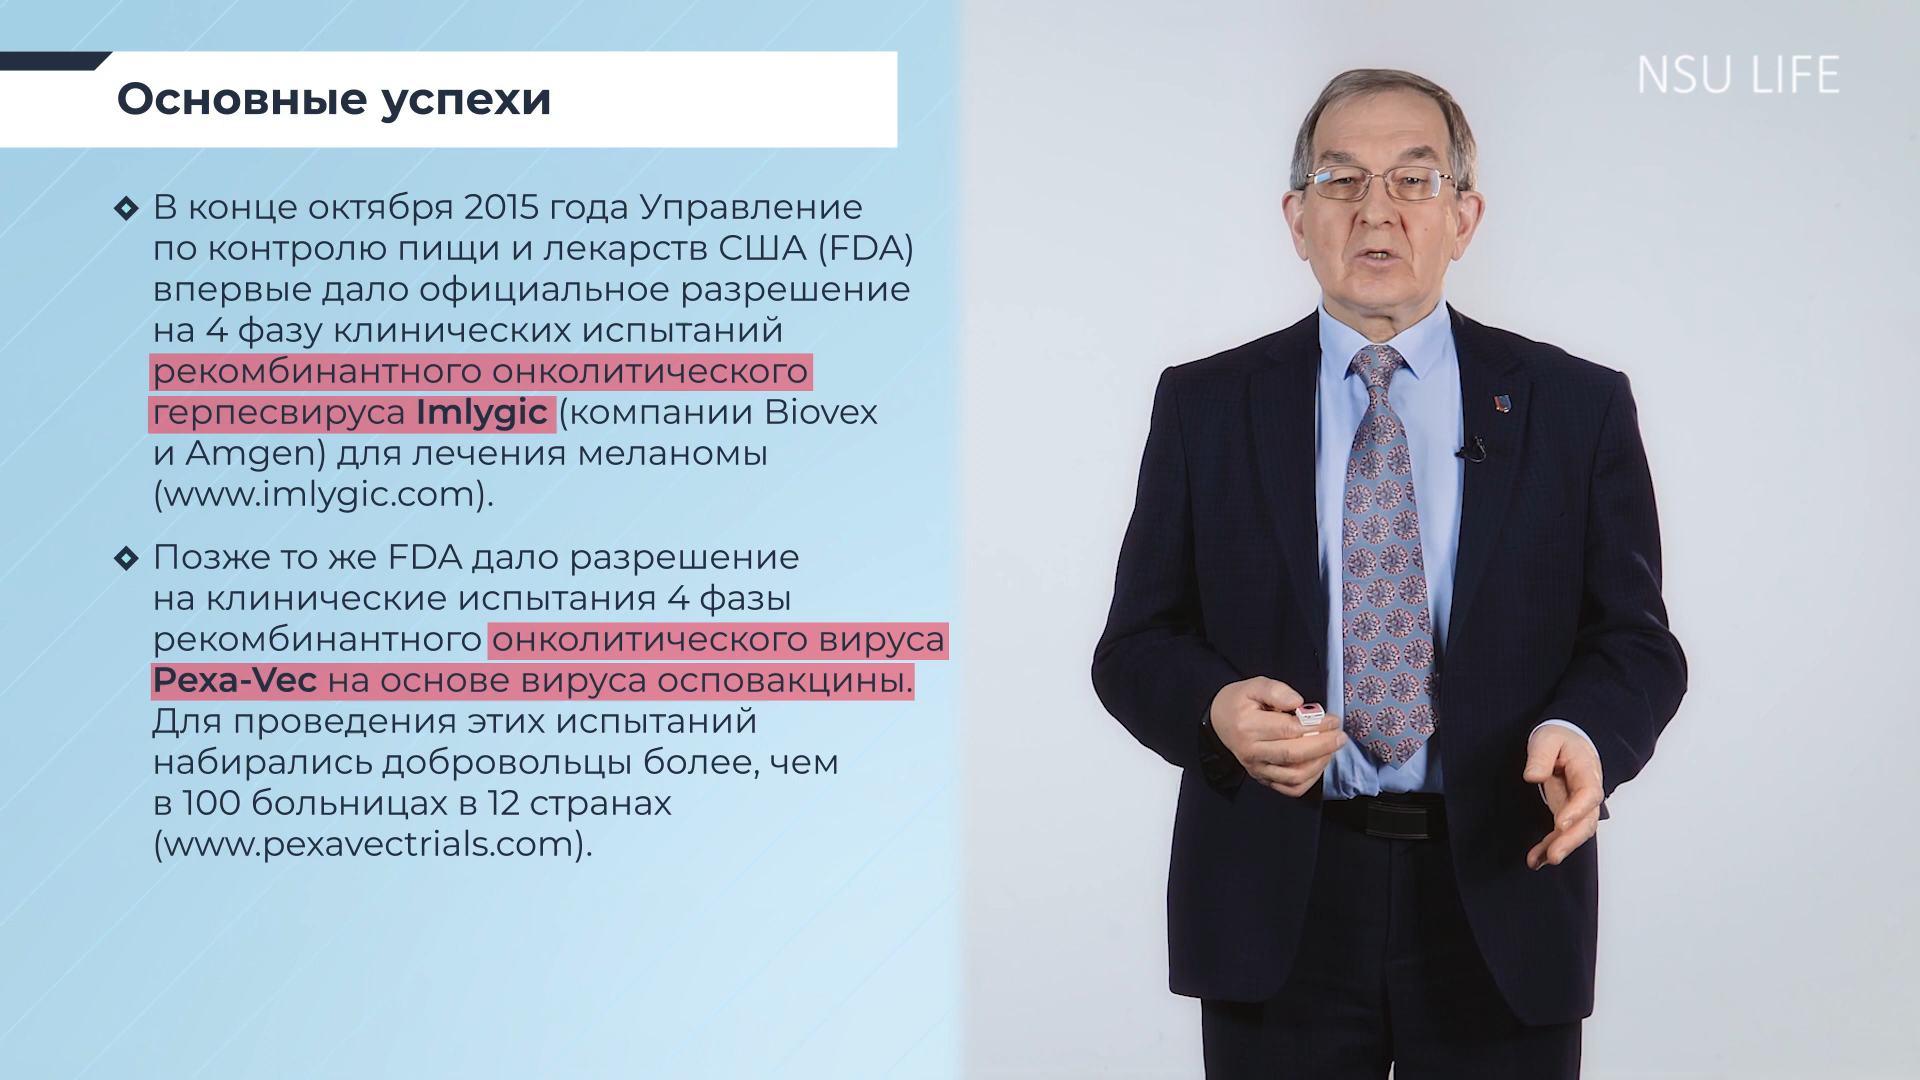 NSU LIFE
Основные успехи
В конце октября 2015 года Управление
по контролю пищи и лекарств США (FDA)
впервые дало официальное разрешение
на 4 фазу клинических испытаний
рекомбинантного онколитического
герпесвируса Imlygic (компании Biovex
и Amgen) для лечения меланомы
(www.imlygic.com).
Позже то же FDA дало разрешение
на клинические испытания 4 фазы
рекомбинантного онколитического вируса
Pexa-Vec на основе вируса осповакцины.
Для проведения этих испытаний
набирались добровольцы более, чем
в 100 больницах в 12 странах
(www.pexavectrials.com).